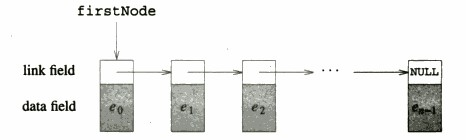 firstNode
link field ... NULL
data field e0 e1 e2 en-1